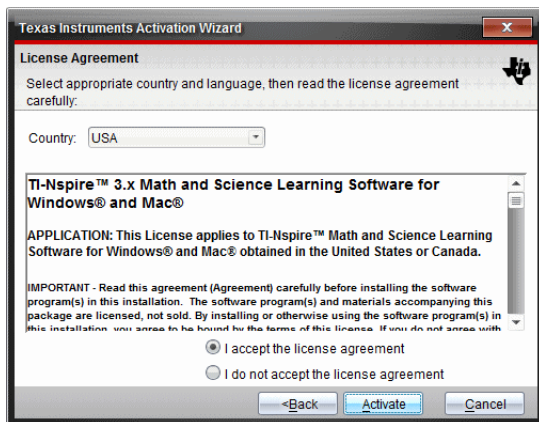 Texas Instruments Activation Wizard
License Agreement
Select appropriate country and language, then read the license agreement
carefully:
Country: USA
TI-Nspire™ 3.x Math and Science Learning Software for
Windows® and Mac®
APPLICATION: This License applies to TI-Nspire™ Math and Science Learning
Software for Windows® and Mac® obtained in the United States or Canada.
IMPORTANT - Read this agreement (Agreement) carefully before installing the software
program(s) in this installation. The software program(s) and materials accompanying this
package are licensed, not sold. By installing or otherwise using the software program(s) in
this installation, you agree to be bound by the terms of this license. If you do not agree with
I accept the license agreement
I do not accept the license agreement
<Back Activate Cancel